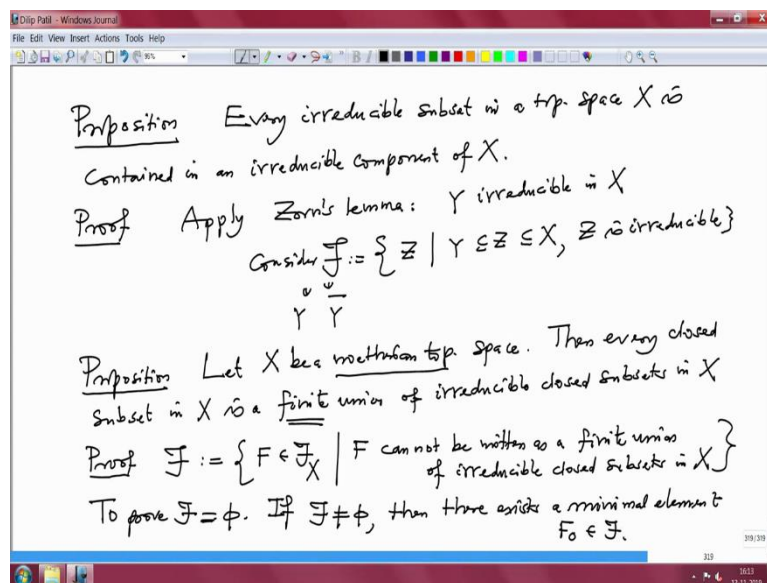 Dilip Patil - Windows Journal
File Edit View Insert Actions Tools Help
Proposition Every irreducible subset in a top. space X is
contained in an irreducible component of X.
Proof Apply Zorn's lemma: Y irreducible in X
Consider F := { Z | Y ⊆ Z ⊆ X, Z is irreducible}
Y Y
Proposition Let X be a noetherian top. space. Then every closed
subset in X is a finite union of irreducible closed subsets in X
Proof F := { F ∈ F_X | F cannot be written as a finite union
of irreducible closed subsets in X }
To prove F = φ. If F ≠ φ, then there exists a minimal element
F₀ ∈ F.
319/319
319
16:13